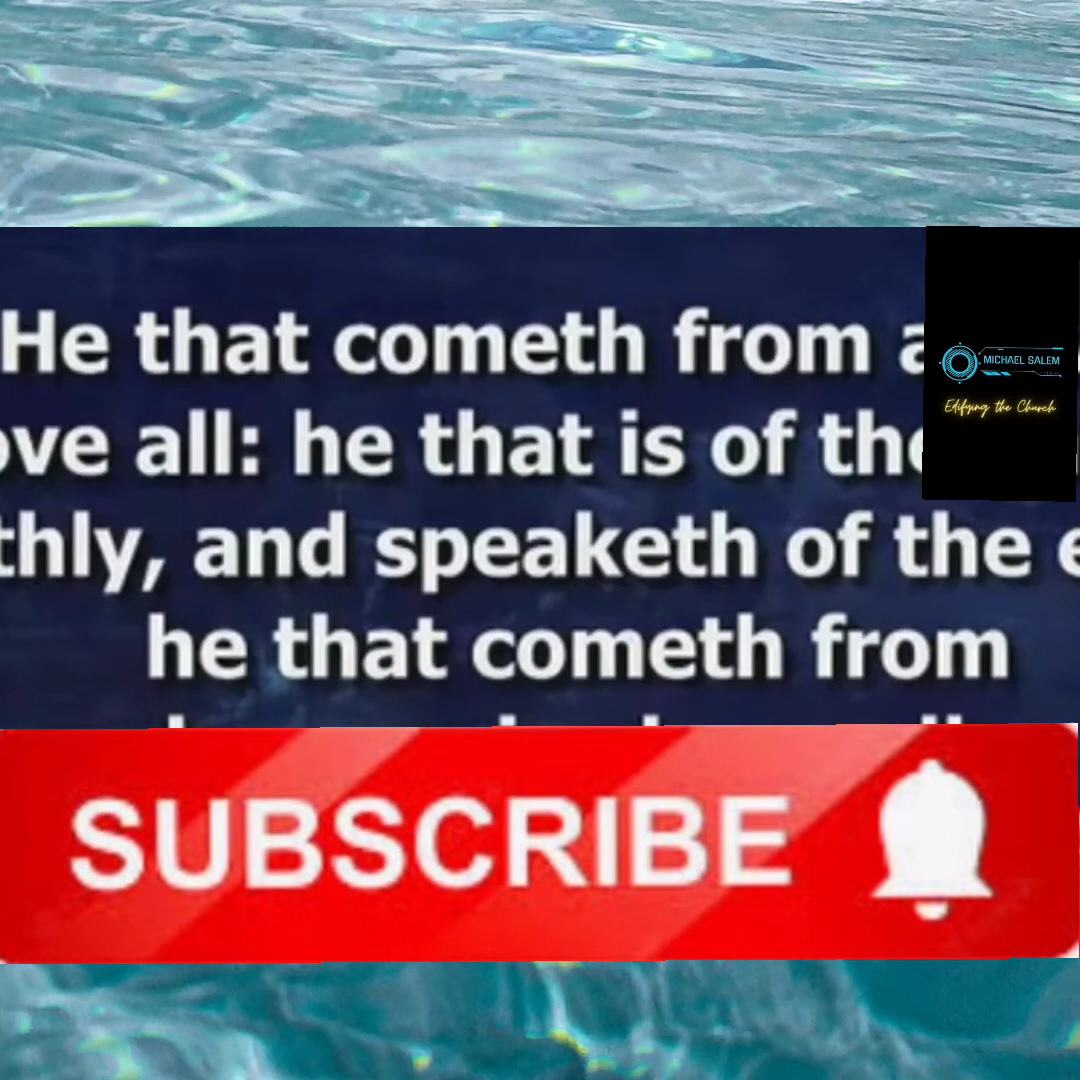 He that cometh from a
ove all: he that is of the
thly, and speaketh of the e
he that cometh from
MICHAEL SALEM
Edifying the Church
SUBSCRIBE